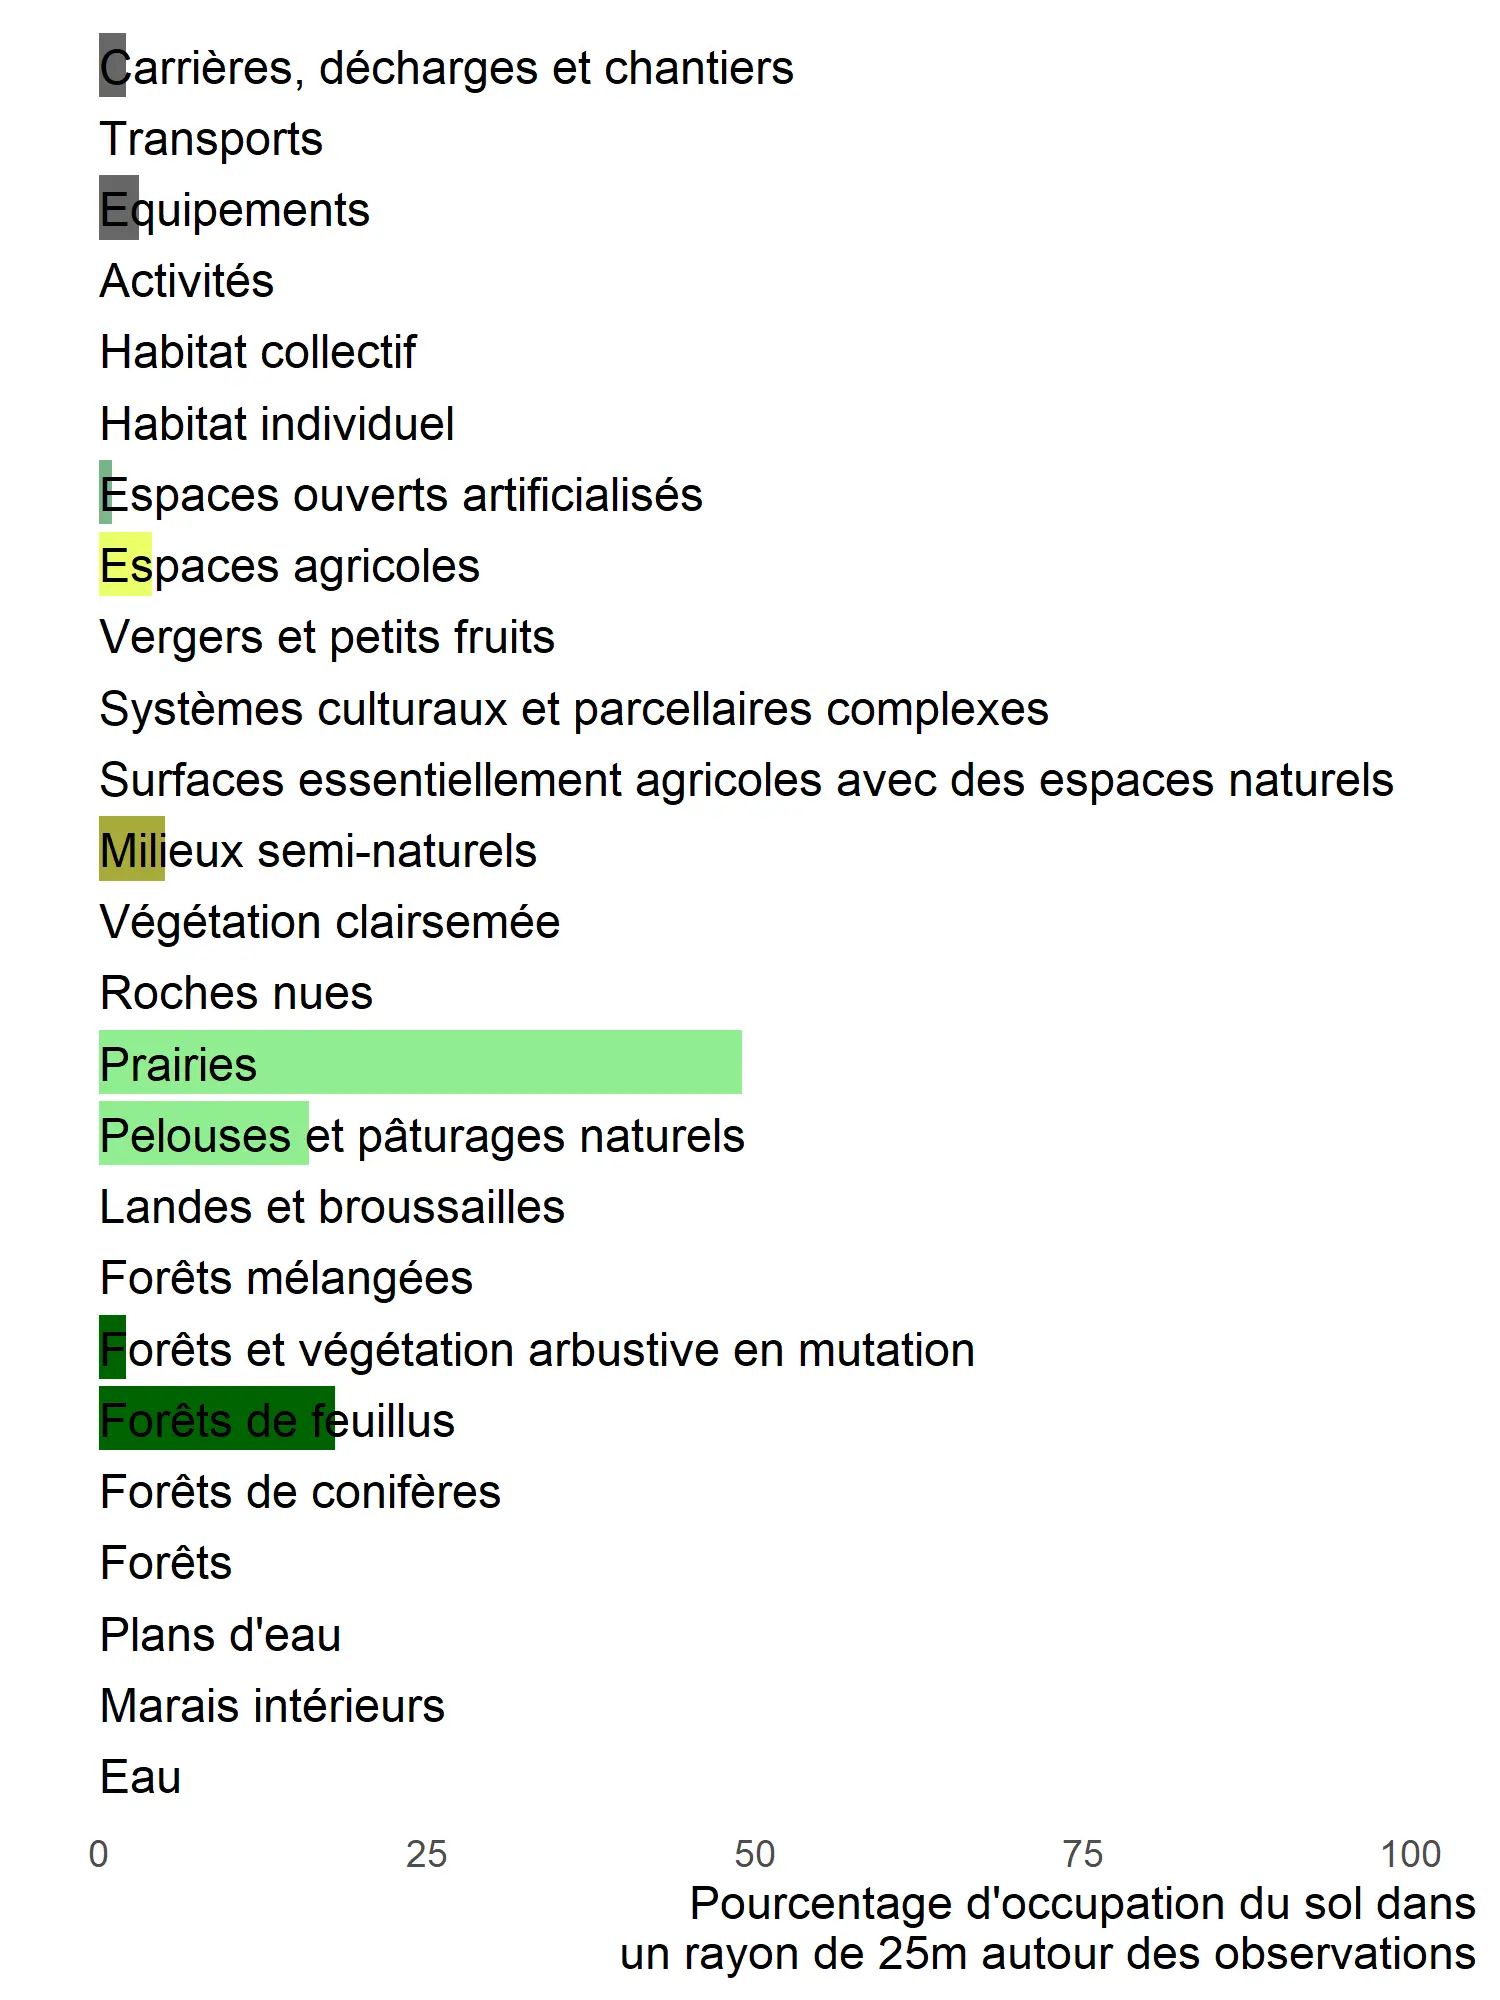 Carrières, décharges et chantiers
Transports
Equipements
Activités
Habitat collectif
Habitat individuel
Espaces ouverts artificialisés
Espaces agricoles
Vergers et petits fruits
Systèmes culturaux et parcellaires complexes
Surfaces essentiellement agricoles avec des espaces naturels
Milieux semi-naturels
Végétation clairsemée
Roches nues
Prairies
Pelouses et pâturages naturels
Landes et broussailles
Forêts mélangées
Forêts et végétation arbustive en mutation
Forêts de feuillus
Forêts de conifères
Forêts
Plans d'eau
Marais intérieurs
Eau
0 25 50 75 100
Pourcentage d'occupation du sol dans
un rayon de 25m autour des observations